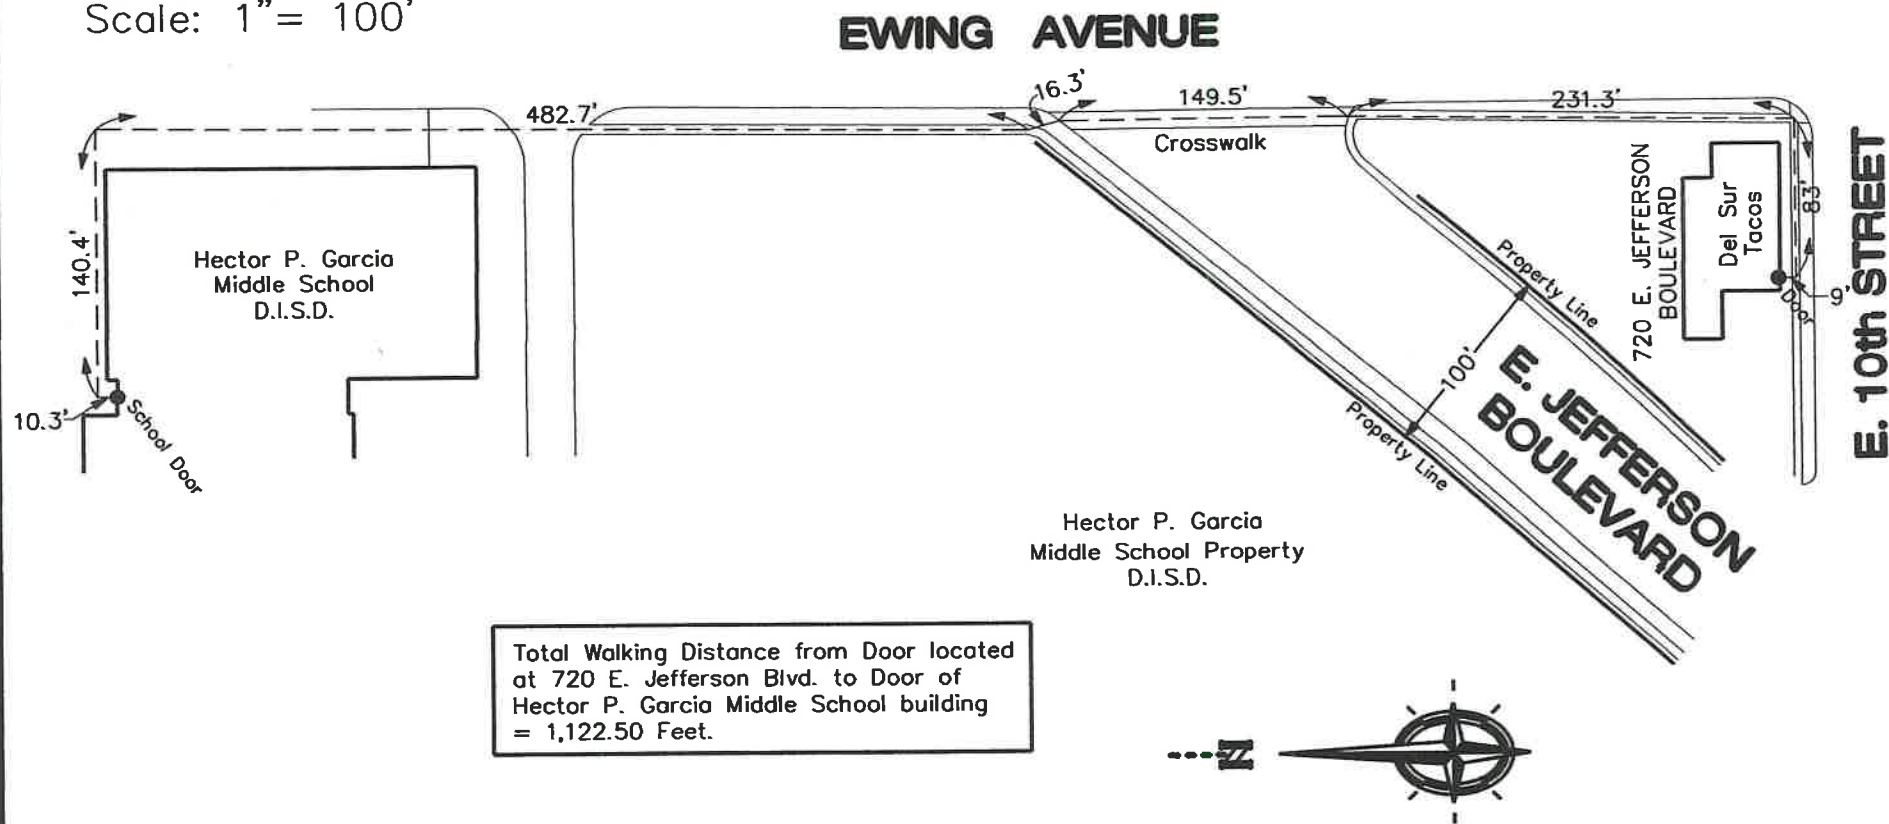 Scale: 1"= 100'
EWING AVENUE
482.7'
16.3'
149.5'
231.3'
Crosswalk
140.4'
Hector P. Garcia
Middle School
D.I.S.D.
10.3'
School Door
720 E. JEFFERSON
BOULEVARD
Del Sur
Tacos
83'
9'
Door
E. 10th STREET
Property Line
100'
Property Line
E. JEFFERSON
BOULEVARD
Hector P. Garcia
Middle School Property
D.I.S.D.
Total Walking Distance from Door located
at 720 E. Jefferson Blvd. to Door of
Hector P. Garcia Middle School building
= 1,122.50 Feet.
N